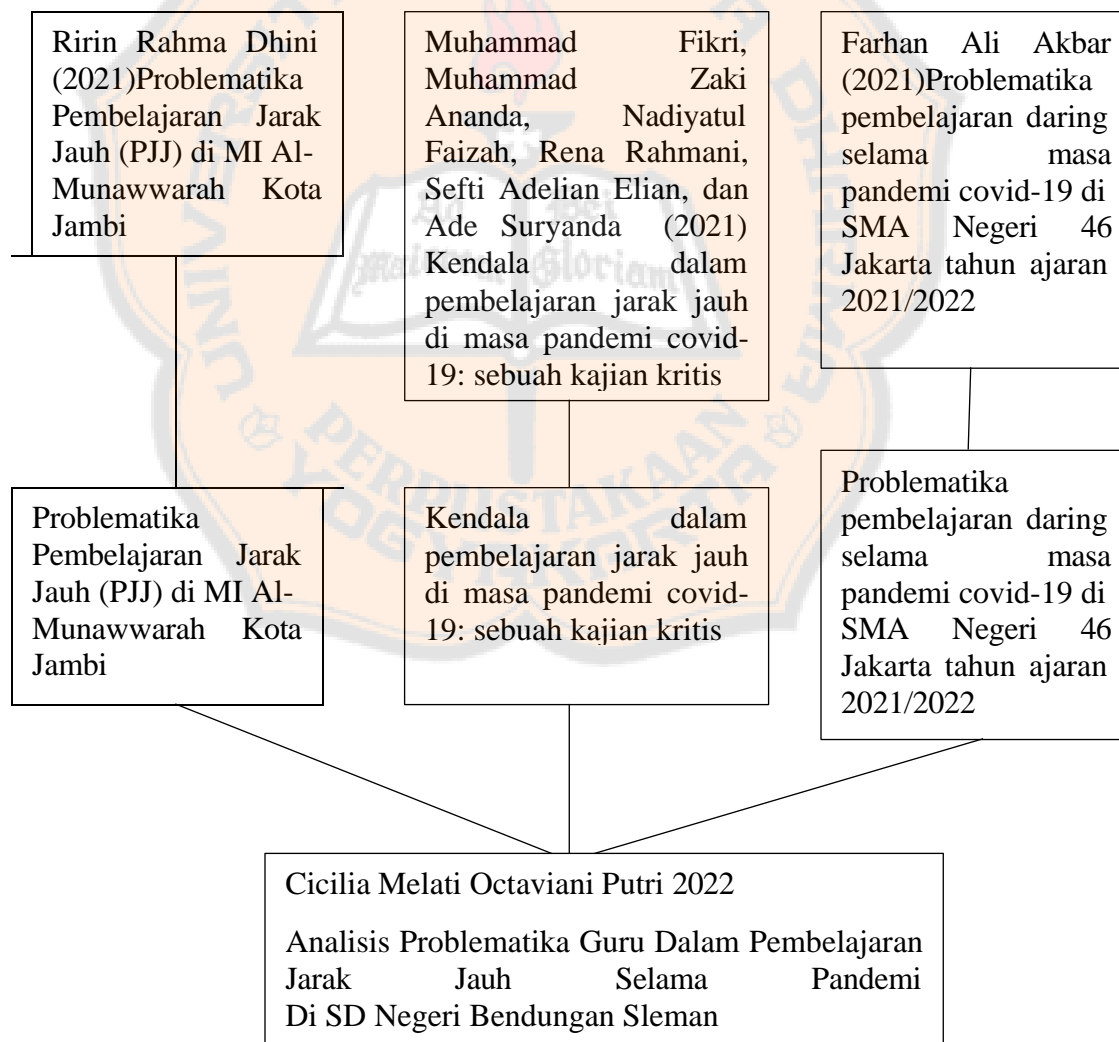 Ririn Rahma Dhini
(2021)Problematika
Pembelajaran Jarak
Jauh (PJJ) di MI Al-
Munawwarah Kota
Jambi
Muhammad Fikri,
Muhammad Zaki
Ananda, Nadiyatul
Faizah, Rena Rahmani,
Sefti Adelian Elian, dan
Ade Suryanda (2021)
Kendala dalam
pembelajaran jarak jauh
di masa pandemi covid-
19: sebuah kajian kritis
Farhan Ali Akbar
(2021)Problematika
pembelajaran daring
selama masa
pandemi covid-19 di
SMA Negeri 46
Jakarta tahun ajaran
2021/2022
Problematika
Pembelajaran Jarak
Jauh (PJJ) di MI Al-
Munawwarah Kota
Jambi
Kendala dalam
pembelajaran jarak jauh
di masa pandemi covid-
19: sebuah kajian kritis
Problematika
pembelajaran daring
selama masa
pandemi covid-19 di
SMA Negeri 46
Jakarta tahun ajaran
2021/2022
Cicilia Melati Octaviani Putri 2022
Analisis Problematika Guru Dalam Pembelajaran
Jarak Jauh Selama Pandemi
Di SD Negeri Bendungan Sleman
Ad
Gloriam
PERPUSTAKAAN
YOGYAKARTA